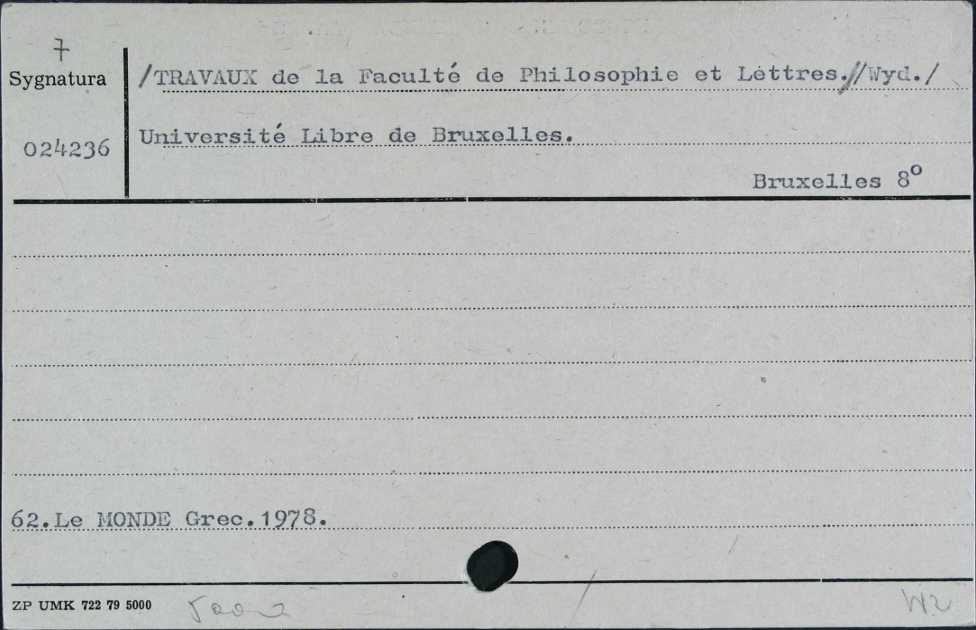 7
Sygnatura
/TRAVAUX de la Faculté de Philosophie et Lettres.//Wyd./
024236
Université Libre de Bruxelles.
Bruxelles 8º
62.Le MONDE Grec.1978.
ZP UMK 722 79 5000